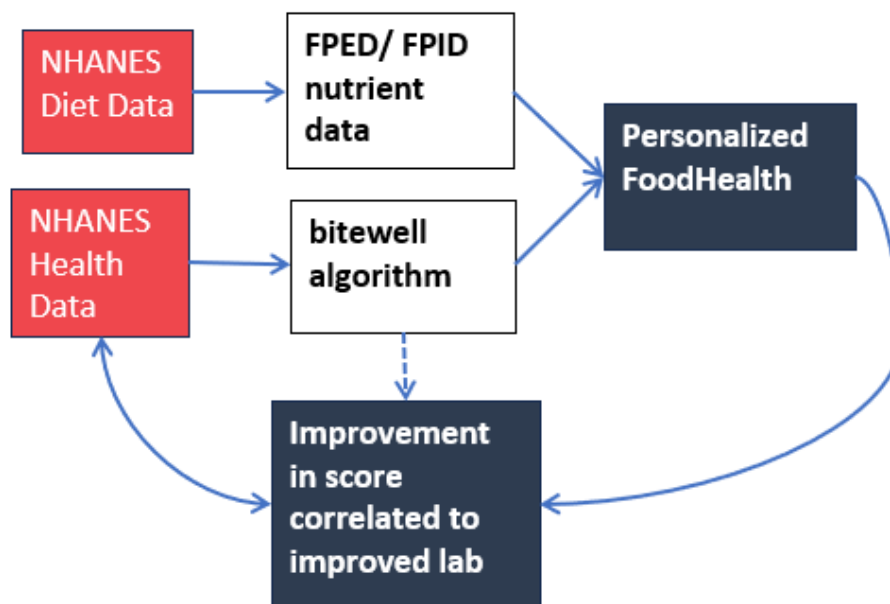 NHANES
Diet Data
FPED/ FPID
nutrient
data
Personalized
FoodHealth
NHANES
Health
Data
bitewell
algorithm
Improvement
in score
correlated to
improved lab